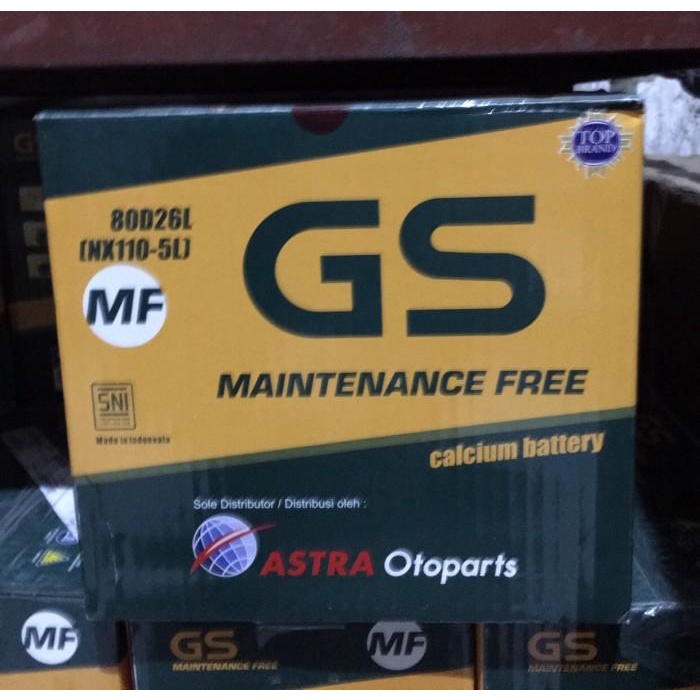 TOP
BRAND
80D26L
(NX110-5L)
GS
MF
MAINTENANCE FREE
SNI
Made in Indonesia
calcium battery
Sole Distributor / Distribusi oleh :
ASTRA Otoparts
GS
MF
GS
MAINTENANCE FREE
MF
GS
MAINTENANCE FREE